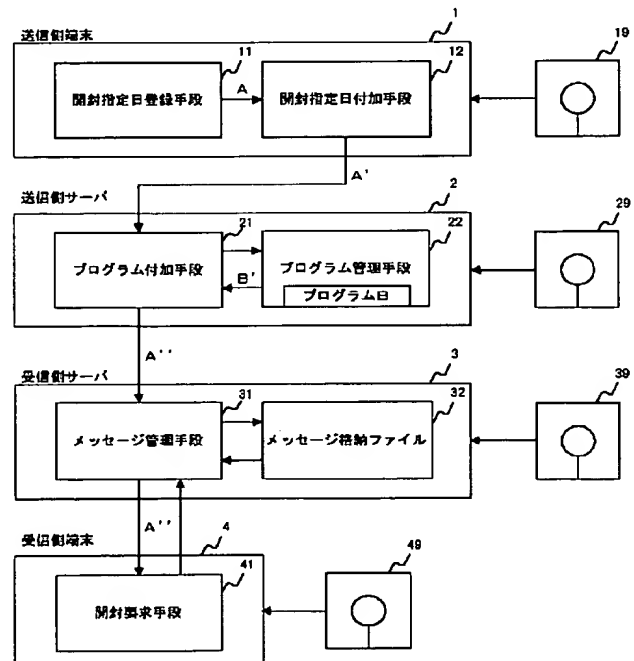 送信側端末
1
11
12
19
開封指定日登録手段
A
開封指定日付加手段
A'
送信側サーバ
2
21
22
29
プログラム付加手段
プログラム管理手段
B'
プログラムB
A''
受信側サーバ
3
31
32
39
メッセージ管理手段
メッセージ格納ファイル
A''
受信側端末
4
41
49
開封要求手段